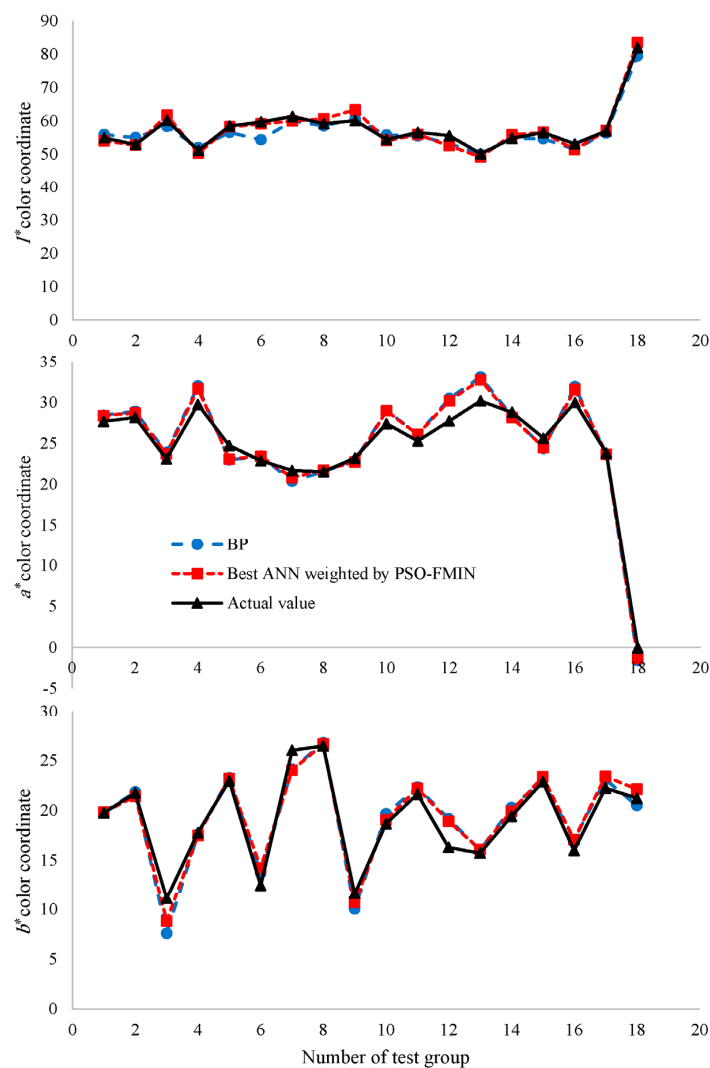 90
80
70
60
50
40
30
20
10
0
l* color coordinate
0 2 4 6 8 10 12 14 16 18 20
35
30
25
20
15
10
5
0
-5
a* color coordinate
BP
Best ANN weighted by PSO-FMIN
Actual value
0 2 4 6 8 10 12 14 16 18 20
30
25
20
15
10
5
0
b* color coordinate
0 2 4 6 8 10 12 14 16 18 20
Number of test group